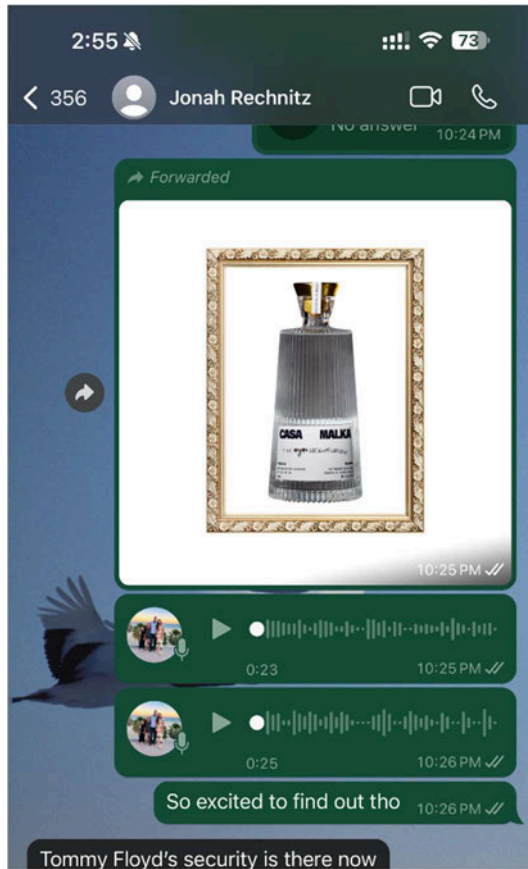 2:55
73
356 Jonah Rechnitz
No answer 10:24 PM
Forwarded
CASA MALKA
10:25 PM
0:23 10:25 PM
0:25 10:26 PM
So excited to find out tho 10:26 PM
Tommy Floyd's security is there now